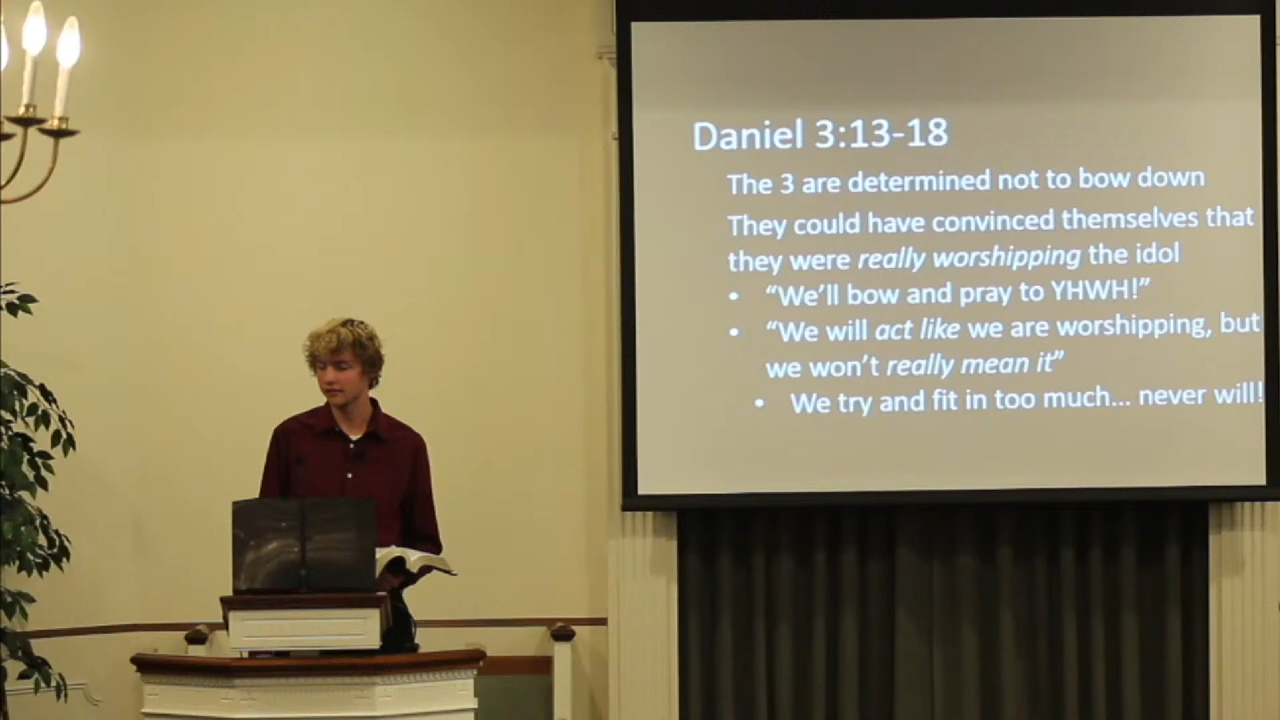 Daniel 3:13-18
The 3 are determined not to bow down
They could have convinced themselves that
they were really worshipping the idol
• “We’ll bow and pray to YHWH!”
• “We will act like we are worshipping, but
we won’t really mean it”
• We try and fit in too much... never will!